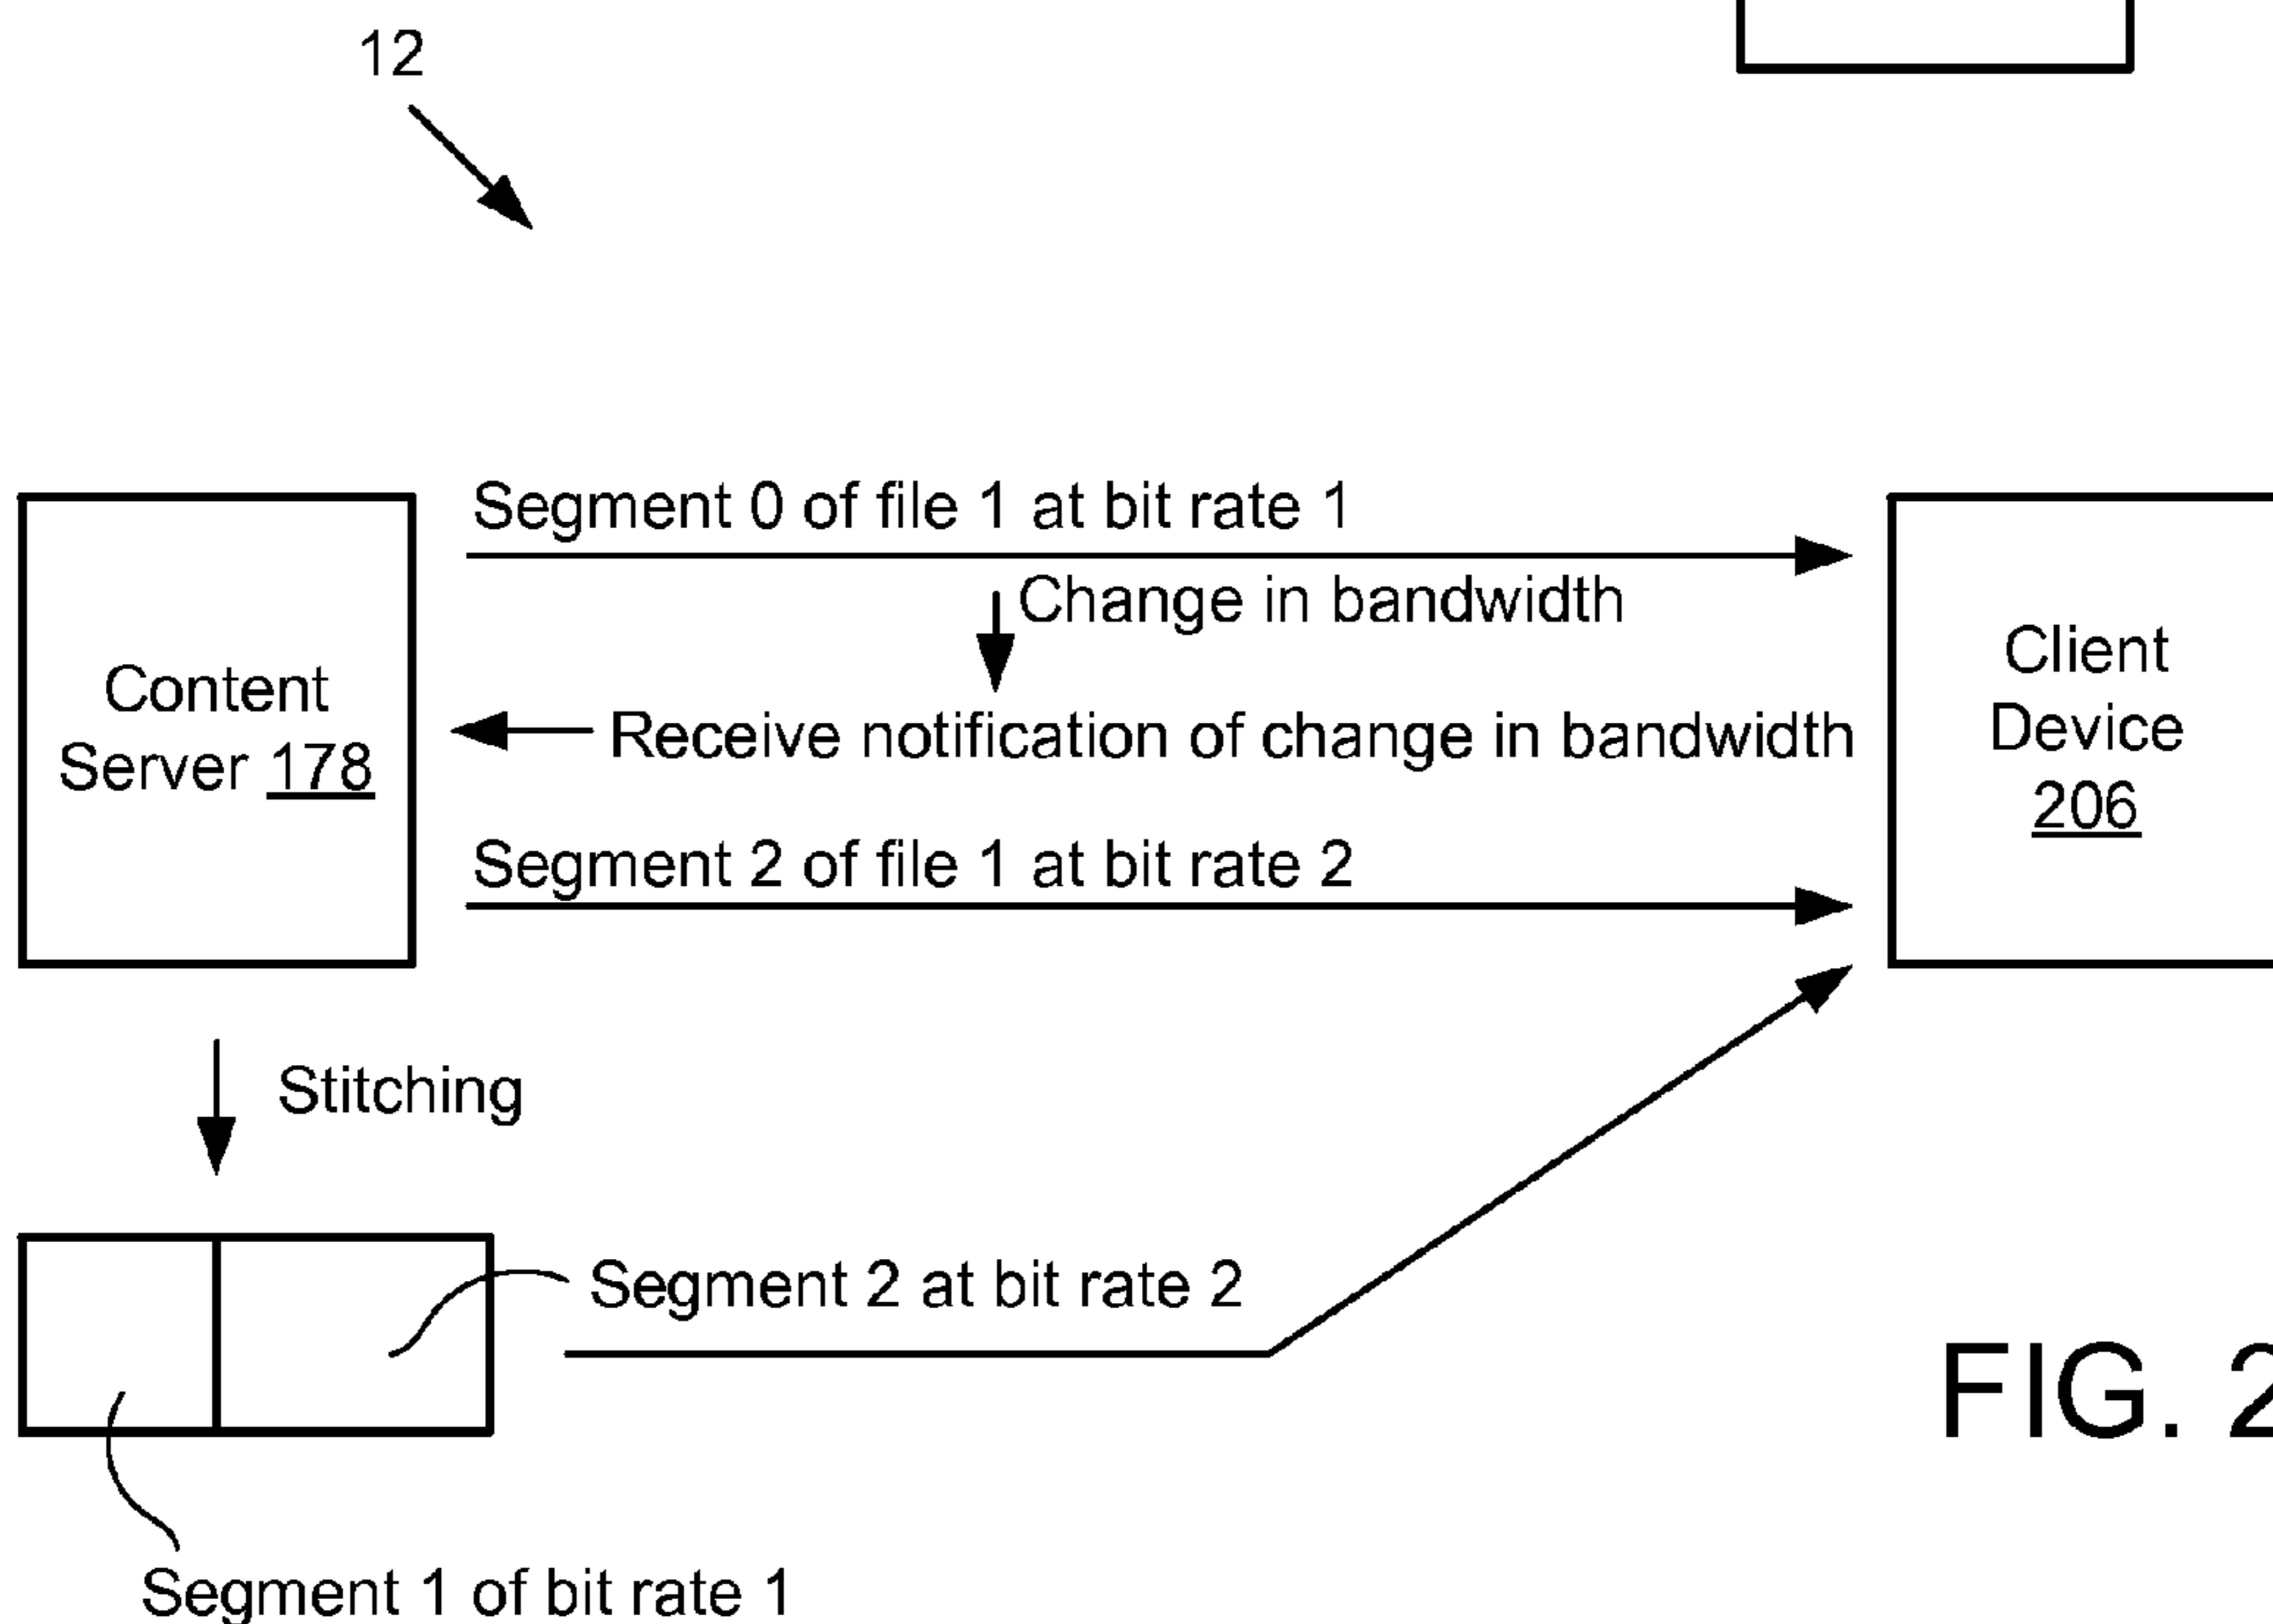 12
Segment 0 of file 1 at bit rate 1
Change in bandwidth
Receive notification of change in bandwidth
Content
Server 178
Client
Device
206
Segment 2 of file 1 at bit rate 2
Stitching
Segment 2 at bit rate 2
Segment 1 of bit rate 1
FIG. 2